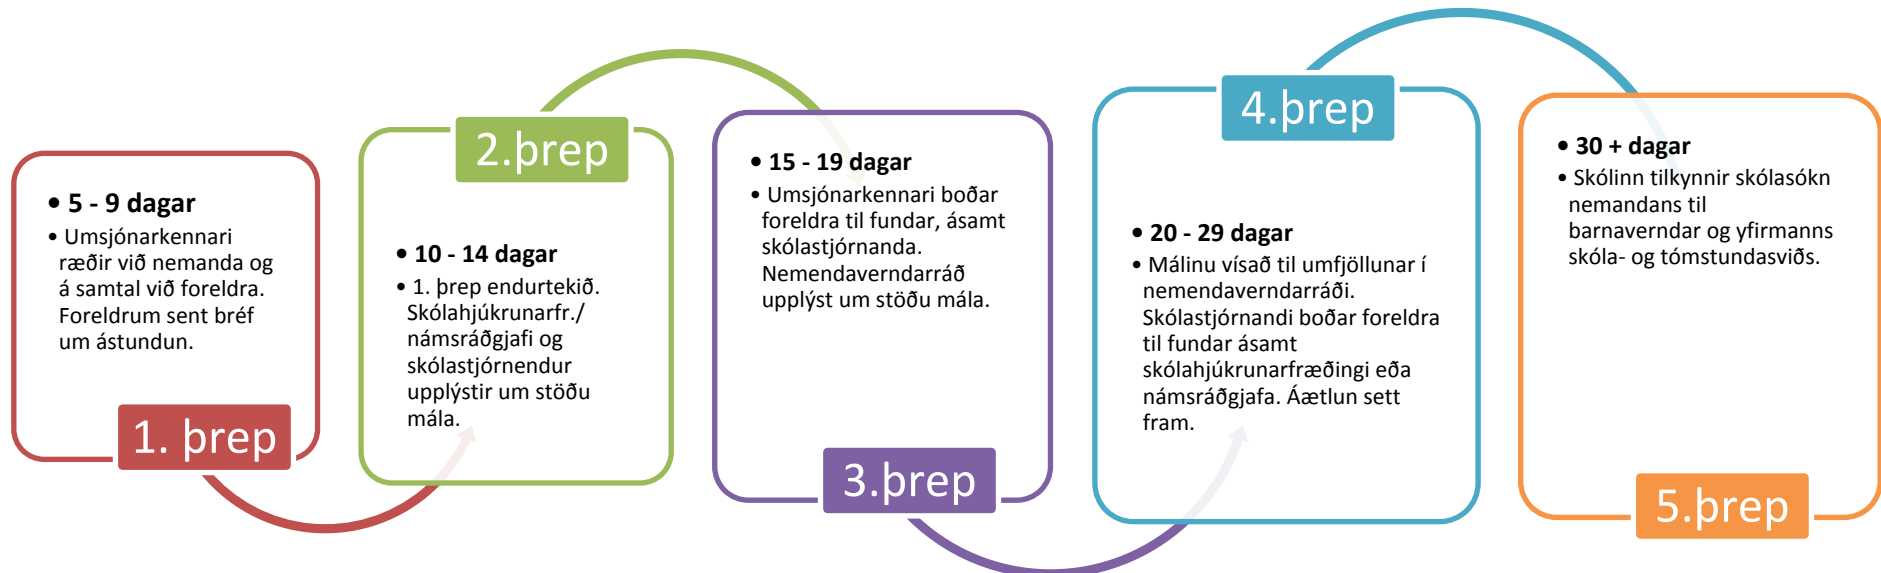 • 5 - 9 dagar
• Umsjónarkennari
ræðir við nemanda og
á samtal við foreldra.
Foreldrum sent bréf
um ástundun.
1. þrep
2.þrep
• 10 - 14 dagar
• 1. þrep endurtekið.
Skólahjúkrunarfr./
námsráðgjafi og
skólastjórnendur
upplýstir um stöðu
mála.
• 15 - 19 dagar
• Umsjónarkennari boðar
foreldra til fundar, ásamt
skólastjórnanda.
Nemendaverndarráð
upplýst um stöðu mála.
3.þrep
4.þrep
• 20 - 29 dagar
• Málinu vísað til umfjöllunar í
nemendaverndarráði.
Skólastjórnandi boðar foreldra
til fundar ásamt
skólahjúkrunarfræðingi eða
námsráðgjafa. Áætlun sett
fram.
• 30 + dagar
• Skólinn tilkynnir skólasókn
nemandans til
barnaverndar og yfirmanns
skóla- og tómstundasviðs.
5.þrep